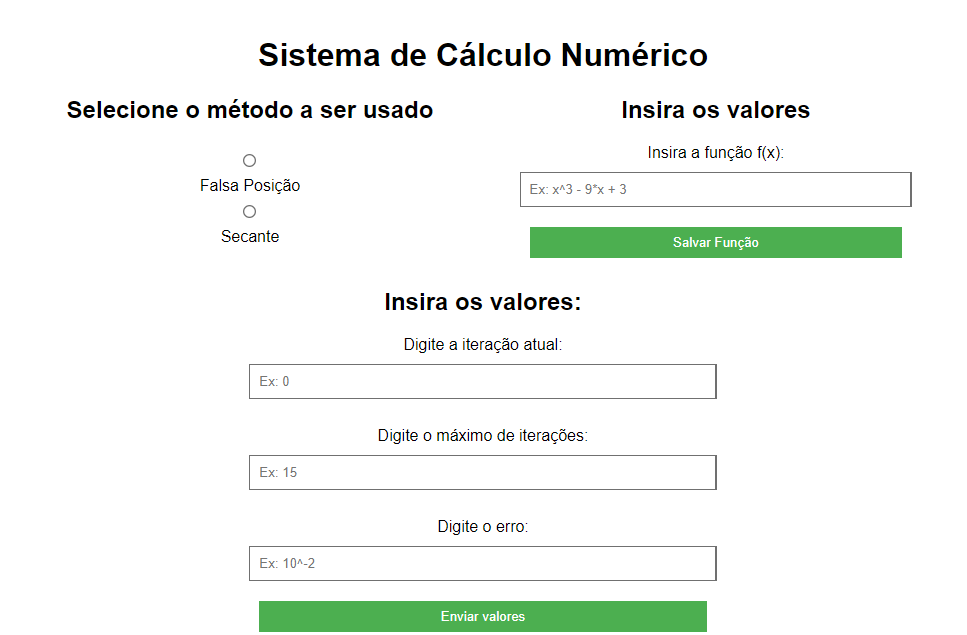 Sistema de Cálculo Numérico
Selecione o método a ser usado
Falsa Posição
Secante
Insira os valores
Insira a função f(x):
Ex: x^3 - 9*x + 3
Salvar Função
Insira os valores:
Digite a iteração atual:
Ex: 0
Digite o máximo de iterações:
Ex: 15
Digite o erro:
Ex: 10^-2
Enviar valores